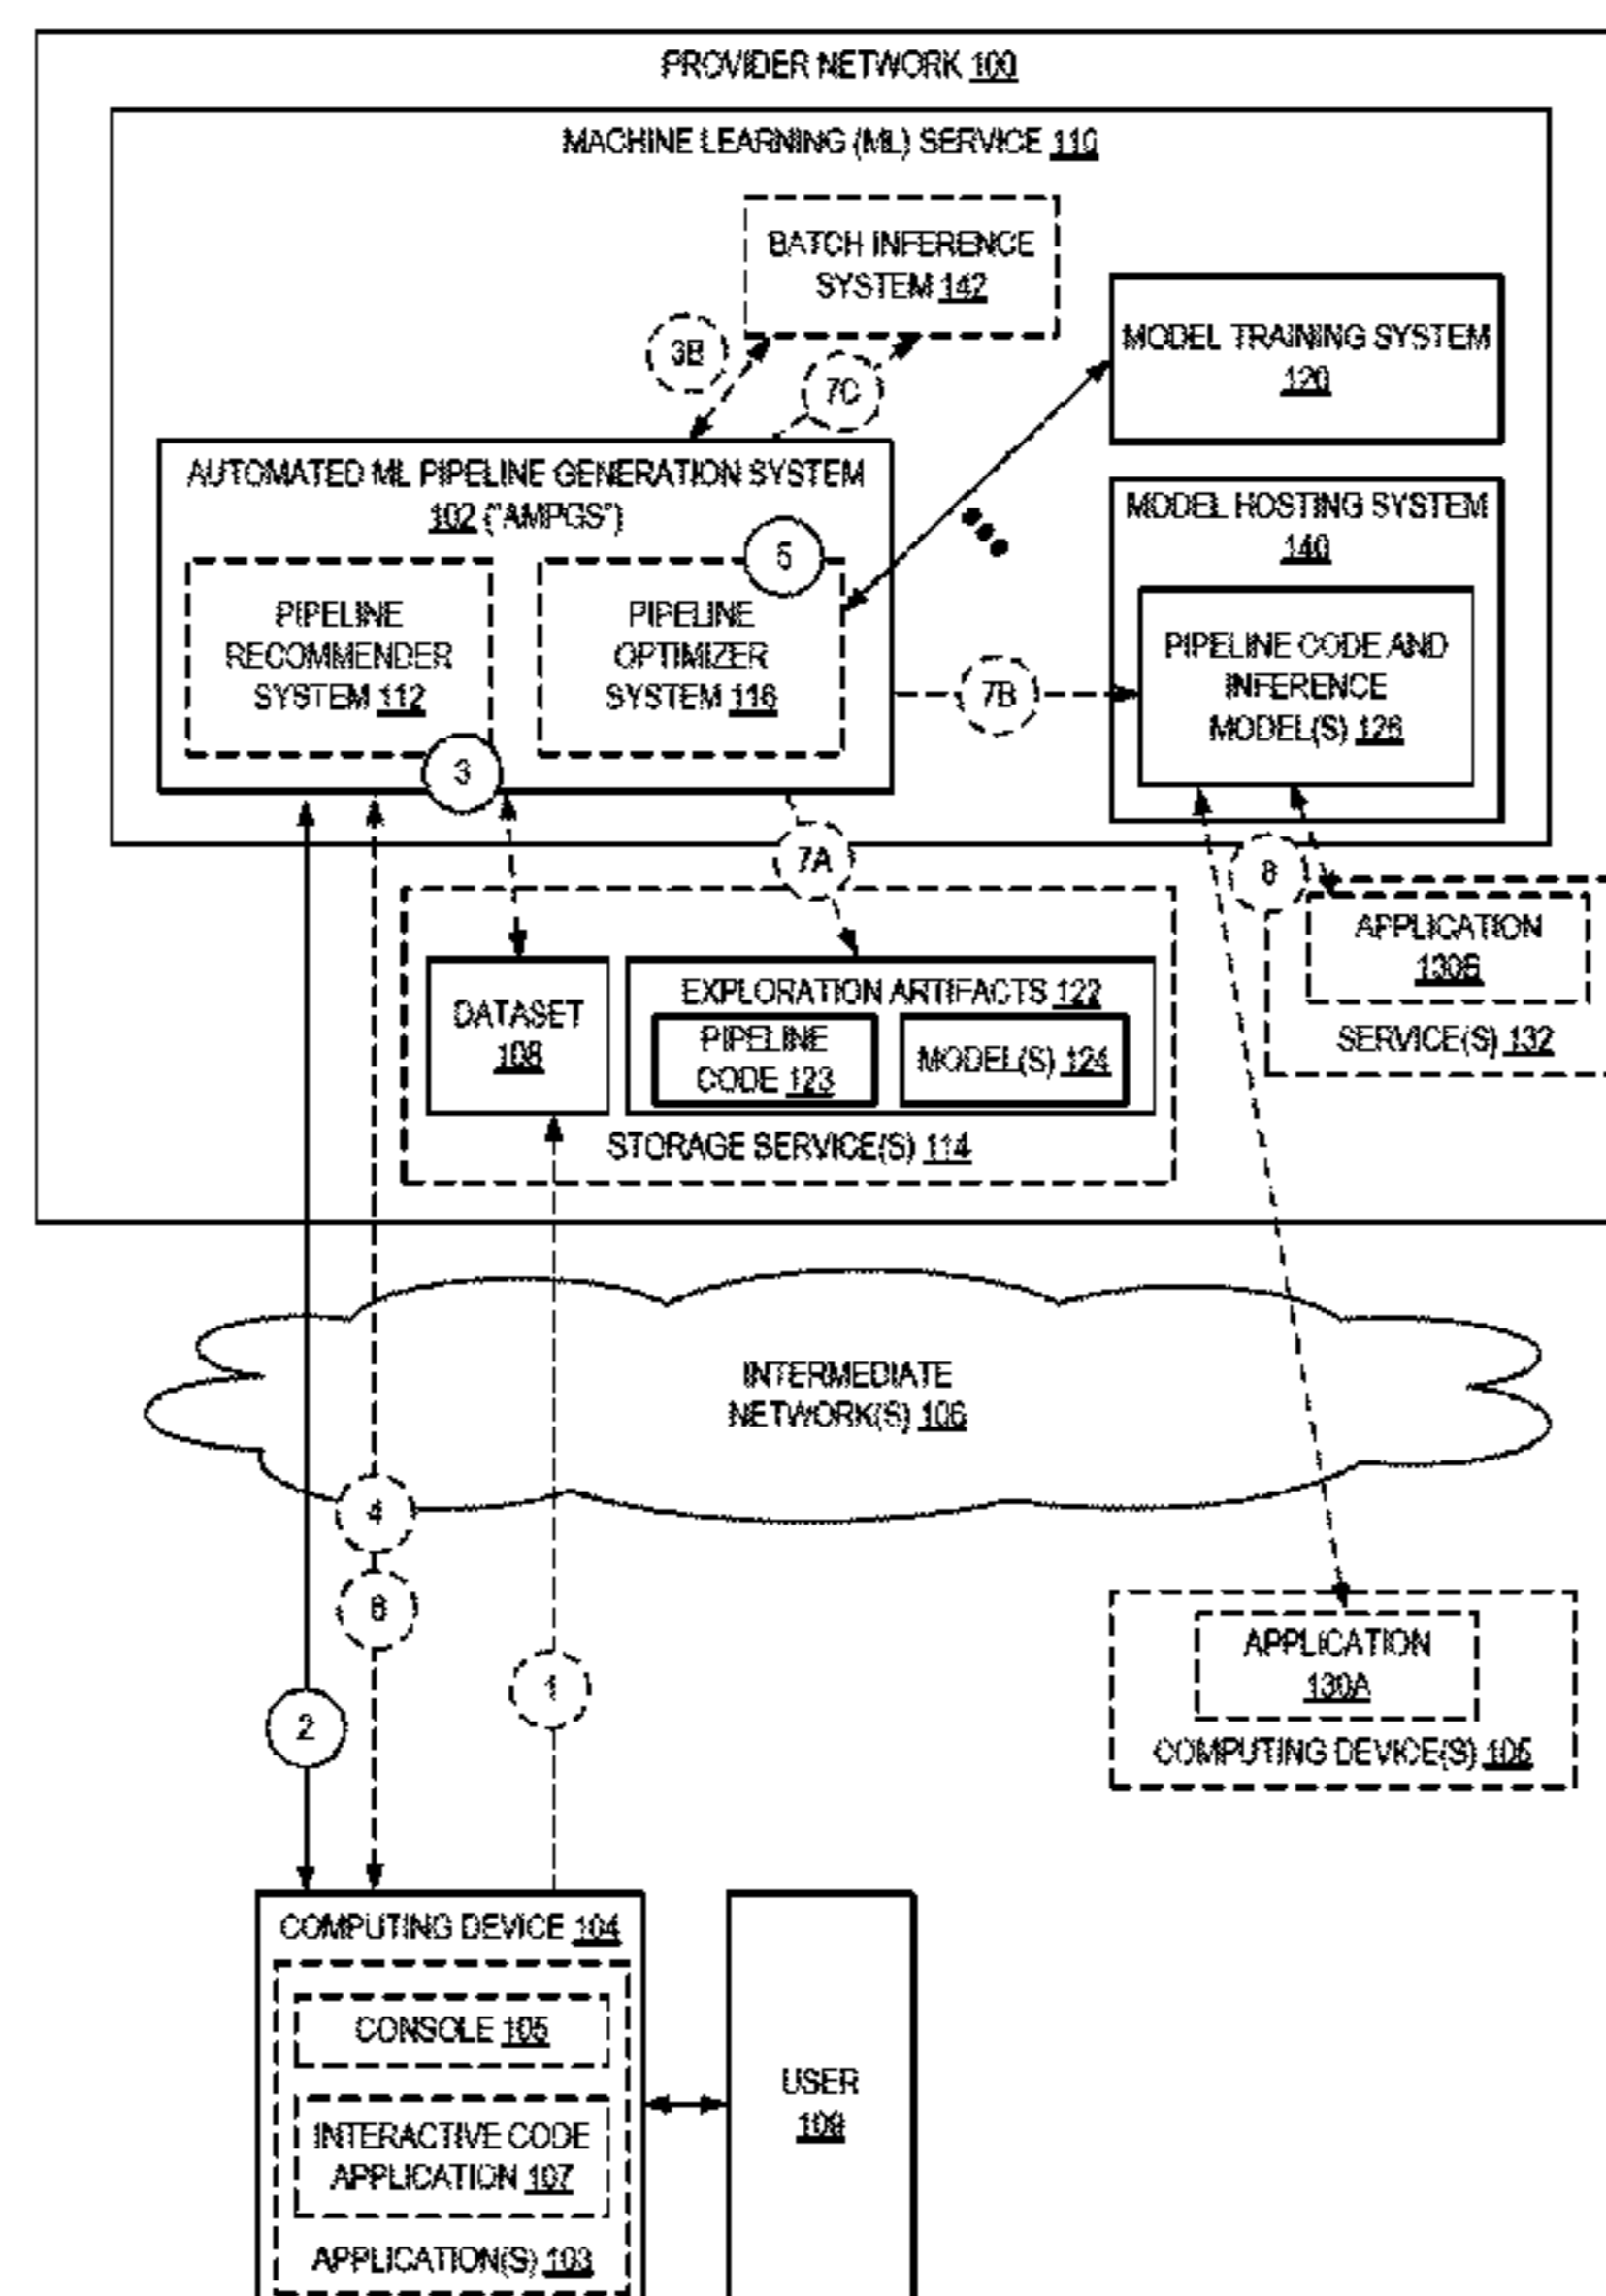 PROVIDER NETWORK 100
MACHINE LEARNING (ML) SERVICE 110
BATCH INFERENCE
SYSTEM 142
3B
7C
MODEL TRAINING SYSTEM
120
AUTOMATED ML PIPELINE GENERATION SYSTEM
102 ("AMPGS")
5
PIPELINE
RECOMMENDER
SYSTEM 112
3
PIPELINE
OPTIMIZER
SYSTEM 116
7B
MODEL HOSTING SYSTEM
140
PIPELINE CODE AND
INFERENCE
MODEL(S) 126
7A
8
APPLICATION
130B
SERVICE(S) 132
DATASET
108
EXPLORATION ARTIFACTS 122
PIPELINE
CODE 123
MODEL(S) 124
STORAGE SERVICE(S) 114
INTERMEDIATE
NETWORK(S) 106
4
6
1
2
APPLICATION
130A
COMPUTING DEVICE(S) 105
COMPUTING DEVICE 104
CONSOLE 105
INTERACTIVE CODE
APPLICATION 107
APPLICATION(S) 103
USER
109